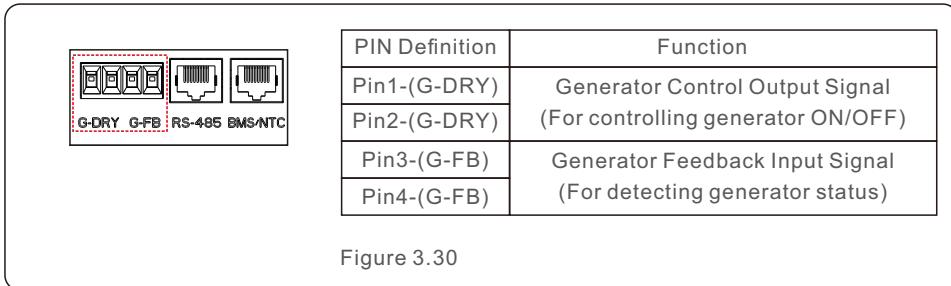 G-DRY G-FB RS-485 BMS/NTC
PIN Definition Function
Pin1-(G-DRY) Generator Control Output Signal
Pin2-(G-DRY) (For controlling generator ON/OFF)
Pin3-(G-FB) Generator Feedback Input Signal
Pin4-(G-FB) (For detecting generator status)
Figure 3.30